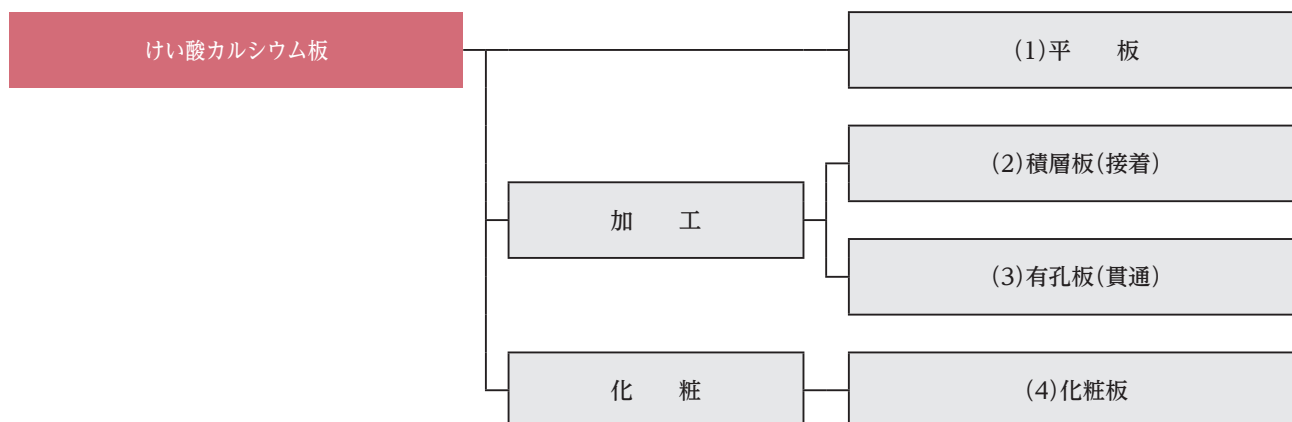 けい酸カルシウム板
(1)平　板
(2)積層板(接着)
加　工
(3)有孔板(貫通)
化　粧
(4)化粧板